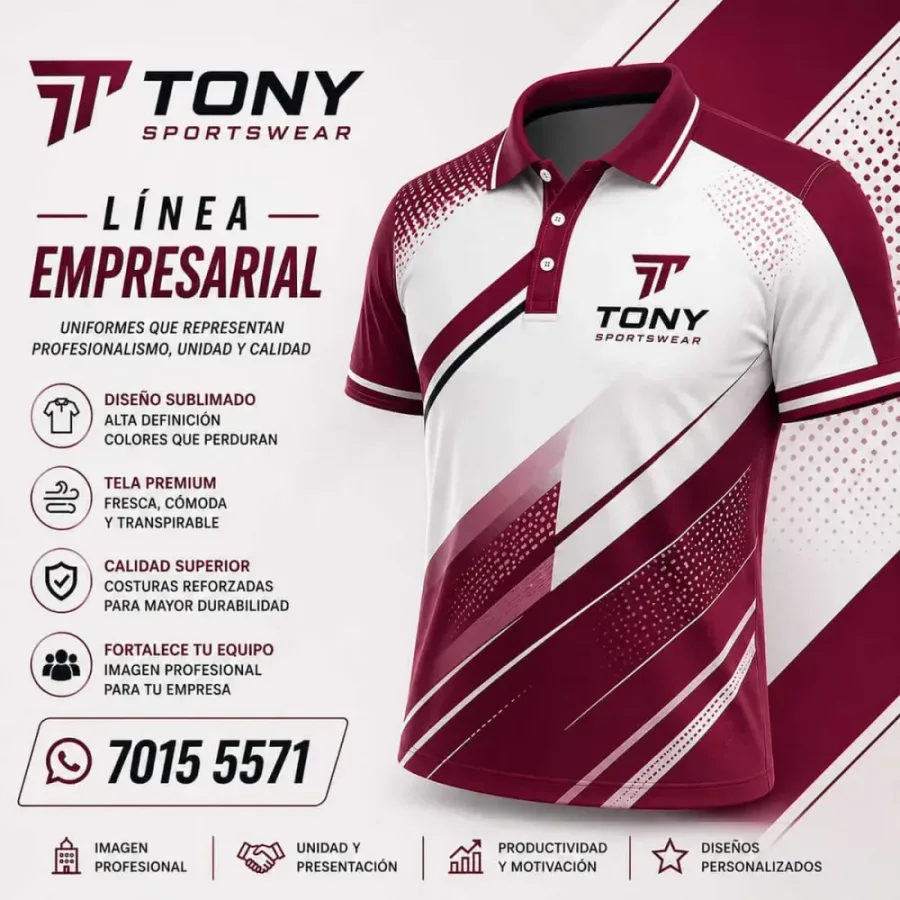 TONY
SPORTSWEAR
LÍNEA
EMPRESARIAL
UNIFORMES QUE REPRESENTAN
PROFESIONALISMO, UNIDAD Y CALIDAD
DISEÑO SUBLIMADO
ALTA DEFINICIÓN
COLORES QUE PERDURAN
TELA PREMIUM
FRESCA, CÓMODA
Y TRANSPIRABLE
CALIDAD SUPERIOR
COSTURAS REFORZADAS
PARA MAYOR DURABILIDAD
FORTALECE TU EQUIPO
IMAGEN PROFESIONAL
PARA TU EMPRESA
7015 5571
TONY
SPORTSWEAR
IMAGEN
PROFESIONAL
UNIDAD Y
PRESENTACIÓN
PRODUCTIVIDAD
Y MOTIVACIÓN
DISEÑOS
PERSONALIZADOS